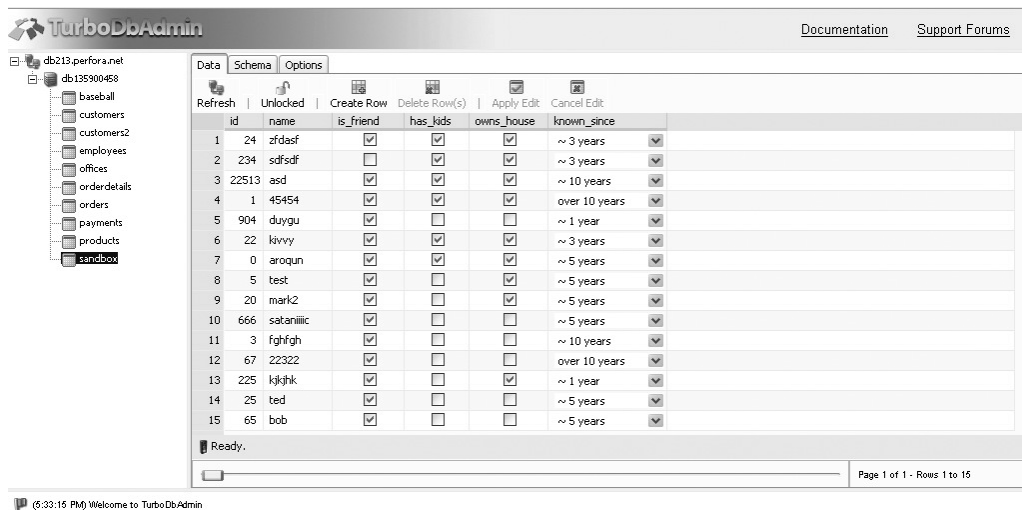 TurboDbAdmin
Documentation Support Forums
db213.perfora.net
db135900458
baseball
customers
customers2
employees
offices
orderdetails
orders
payments
products
sandbox
Data Schema Options
Refresh | Unlocked | Create Row Delete Row(s) | Apply Edit Cancel Edit
id name is_friend has_kids owns_house known_since
1 24 zfdasf ~ 3 years
2 234 sdfsdf ~ 3 years
3 22513 asd ~ 10 years
4 1 45454 over 10 years
5 904 duygu ~ 1 year
6 22 kivvy ~ 3 years
7 0 aroqun ~ 5 years
8 5 test ~ 5 years
9 20 mark2 ~ 5 years
10 666 sataniiiic ~ 5 years
11 3 fghfgh ~ 10 years
12 67 22322 over 10 years
13 225 kjkjhk ~ 1 year
14 25 ted ~ 5 years
15 65 bob ~ 5 years
Ready.
Page 1 of 1 - Rows 1 to 15
(5:33:15 PM) Welcome to TurboDbAdmin